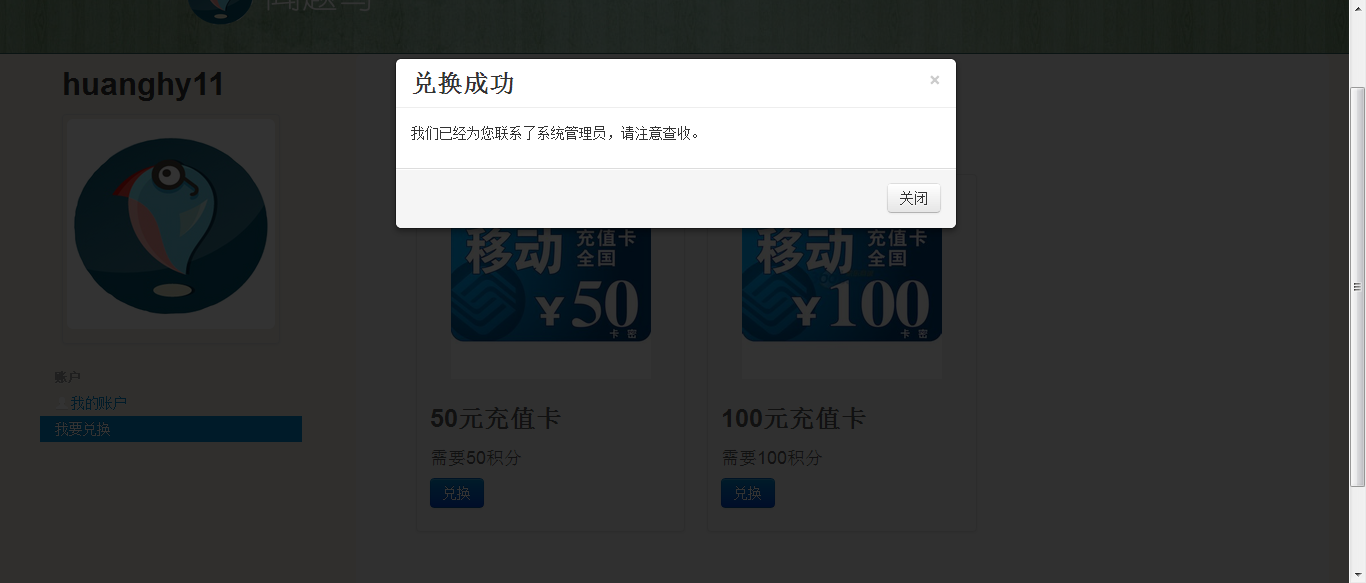 huanghy11
兑换成功
×
我们已经为您联系了系统管理员，请注意查收。
关闭
移动 充值卡
全国
￥50
卡 密
移动 充值卡
全国
￥100
卡 密
账户
我的账户
我要兑换
50元充值卡
需要50积分
兑换
100元充值卡
需要100积分
兑换